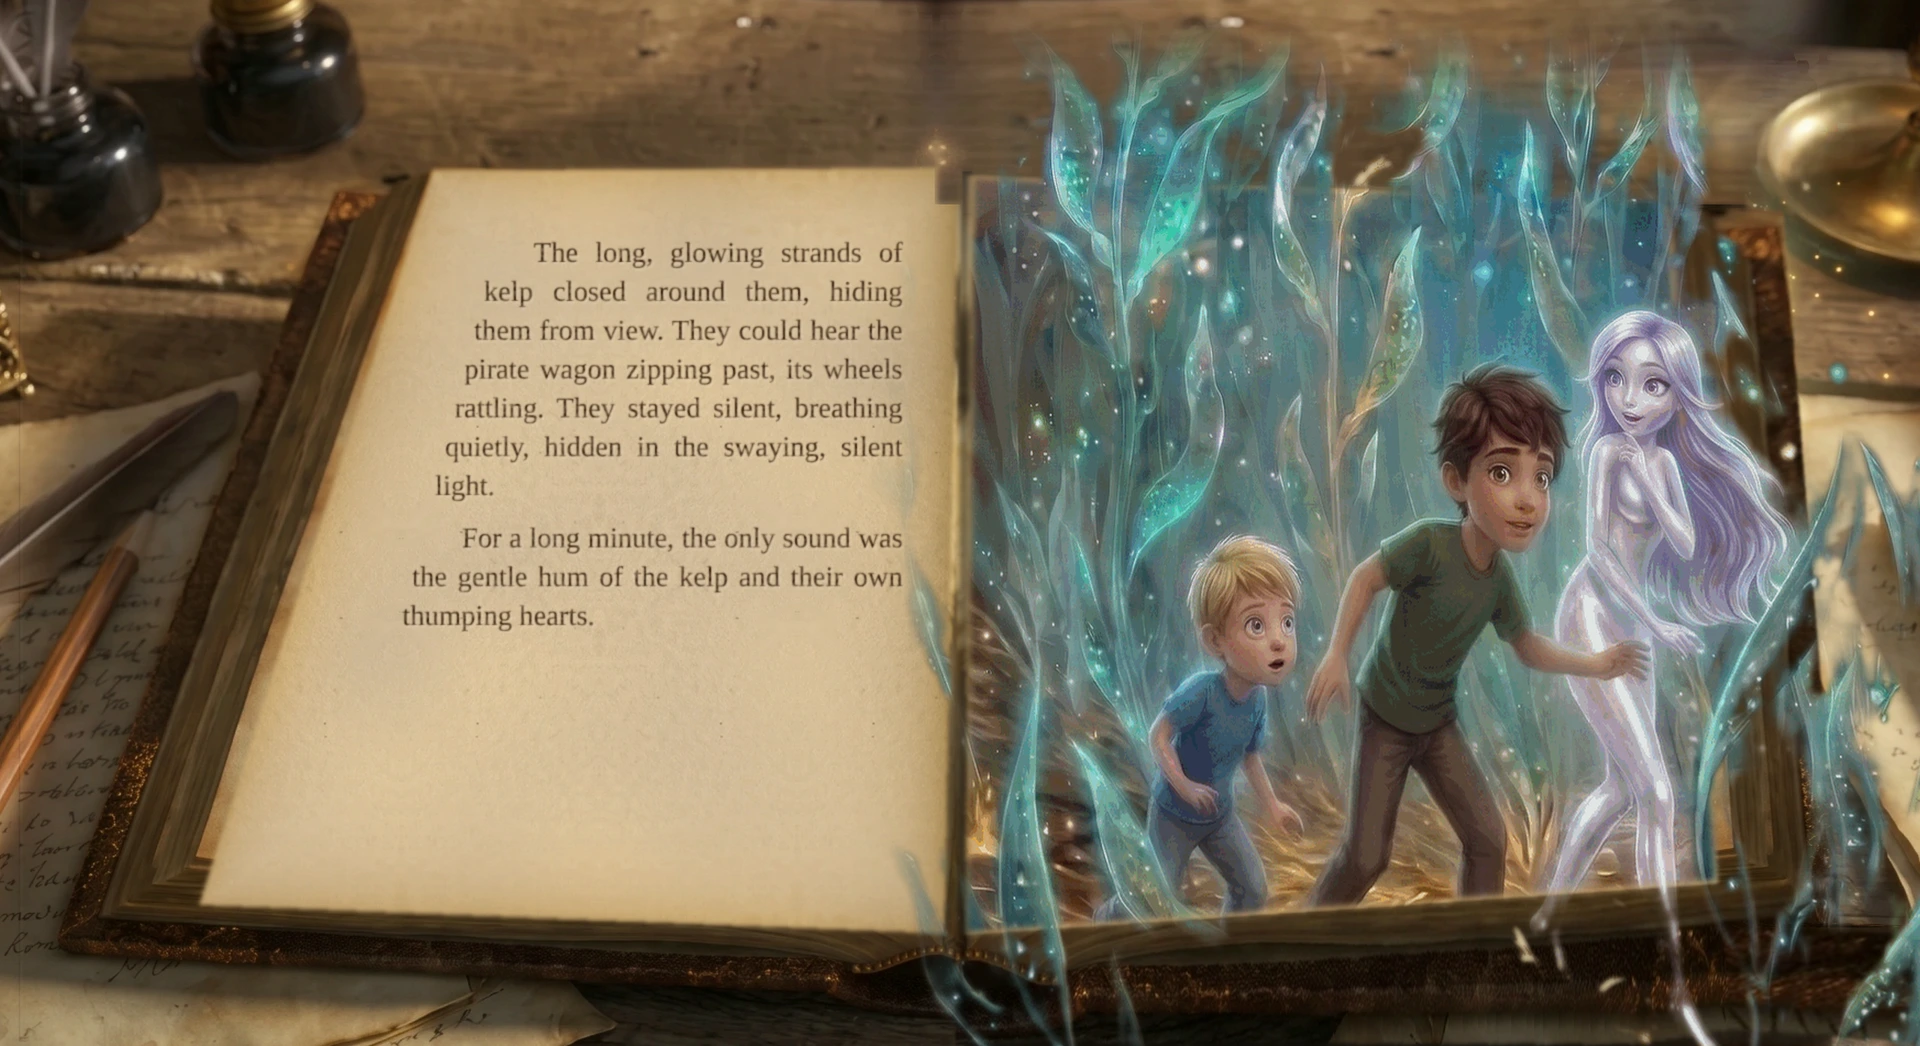 The long, glowing strands of
kelp closed around them, hiding
them from view. They could hear the
pirate wagon zipping past, its wheels
rattling. They stayed silent, breathing
quietly, hidden in the swaying, silent
light.
For a long minute, the only sound was
the gentle hum of the kelp and their own
thumping hearts.